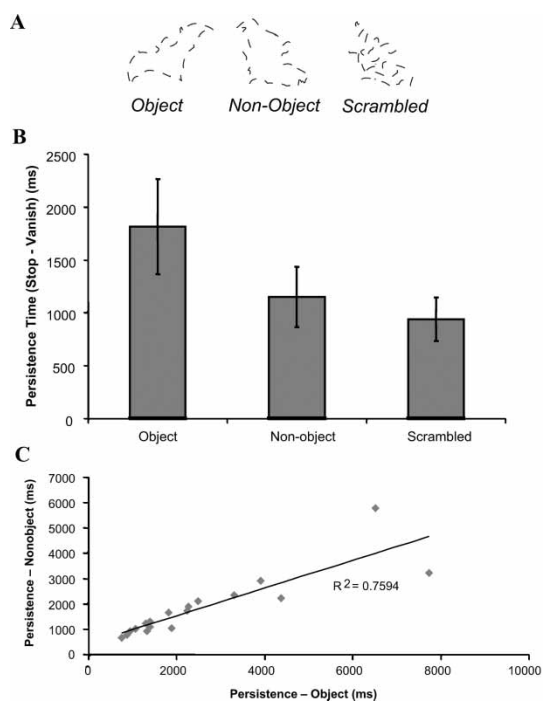 A
Object Non-Object Scrambled
B
Persistence Time (Stop - Vanish) (ms)
2500
2000
1500
1000
500
0
Object Non-object Scrambled
C
Persistence – Nonobject (ms)
7000
6000
5000
4000
3000
2000
1000
0
R2 = 0.7594
0 2000 4000 6000 8000 10000
Persistence – Object (ms)